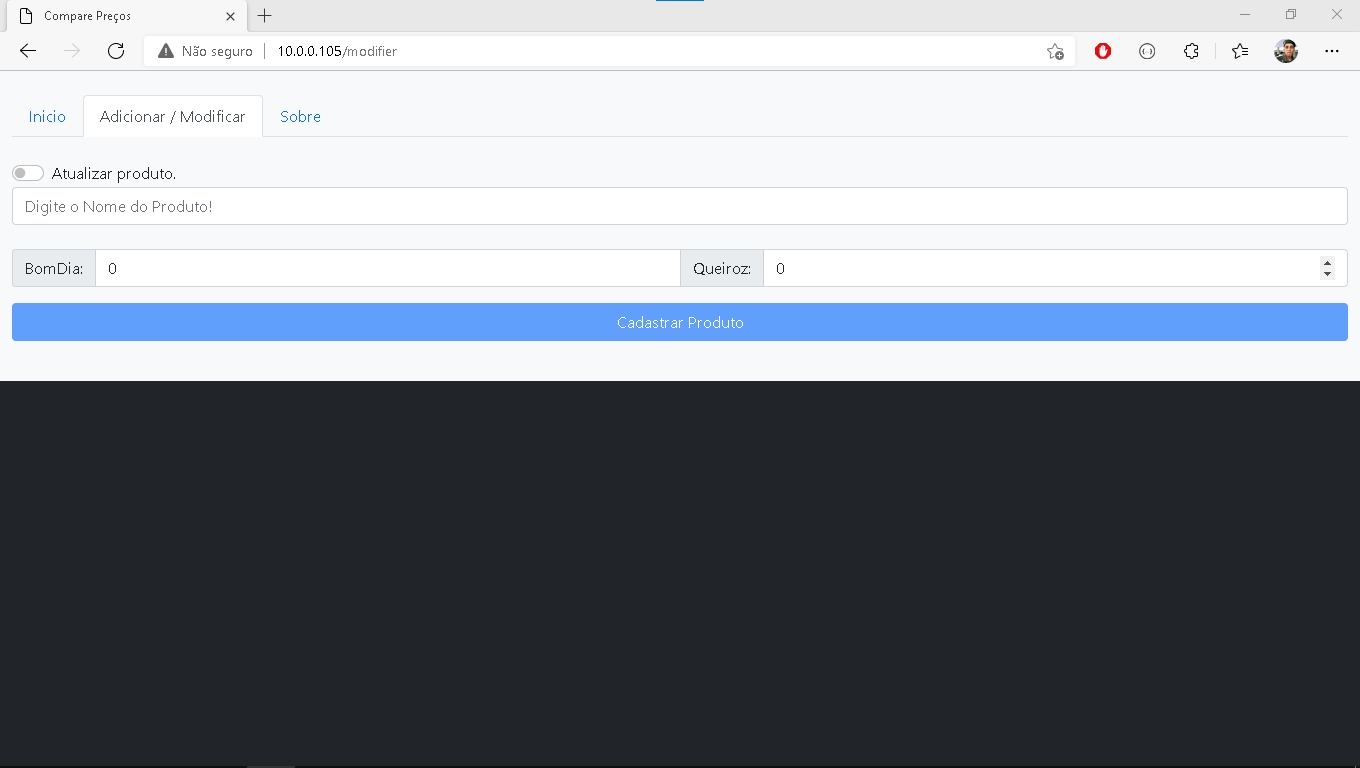 Compare Preços
Não seguro 10.0.0.105/modifier
Inicio Adicionar / Modificar Sobre
Atualizar produto.
Digite o Nome do Produto!
BomDia: 0 Queiroz: 0
Cadastrar Produto